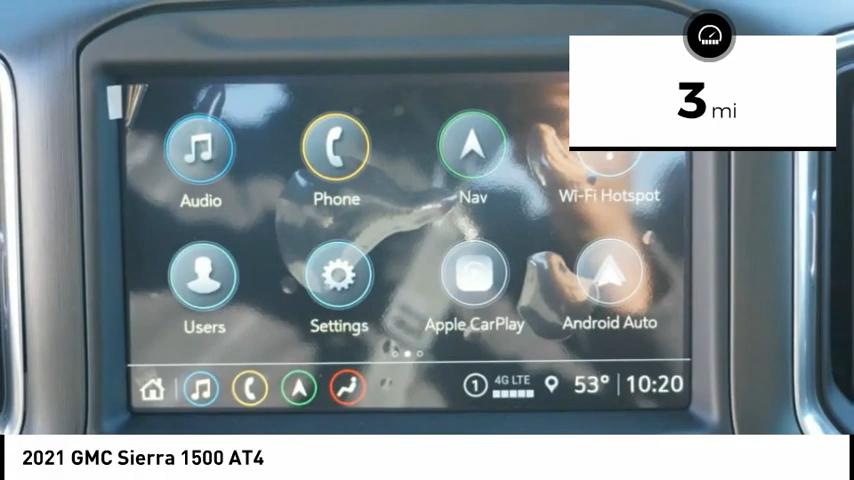 3 mi
Audio Phone Nav Wi-Fi Hotspot
Users Settings Apple CarPlay Android Auto
1 4G LTE 53° 10:20
2021 GMC Sierra 1500 AT4